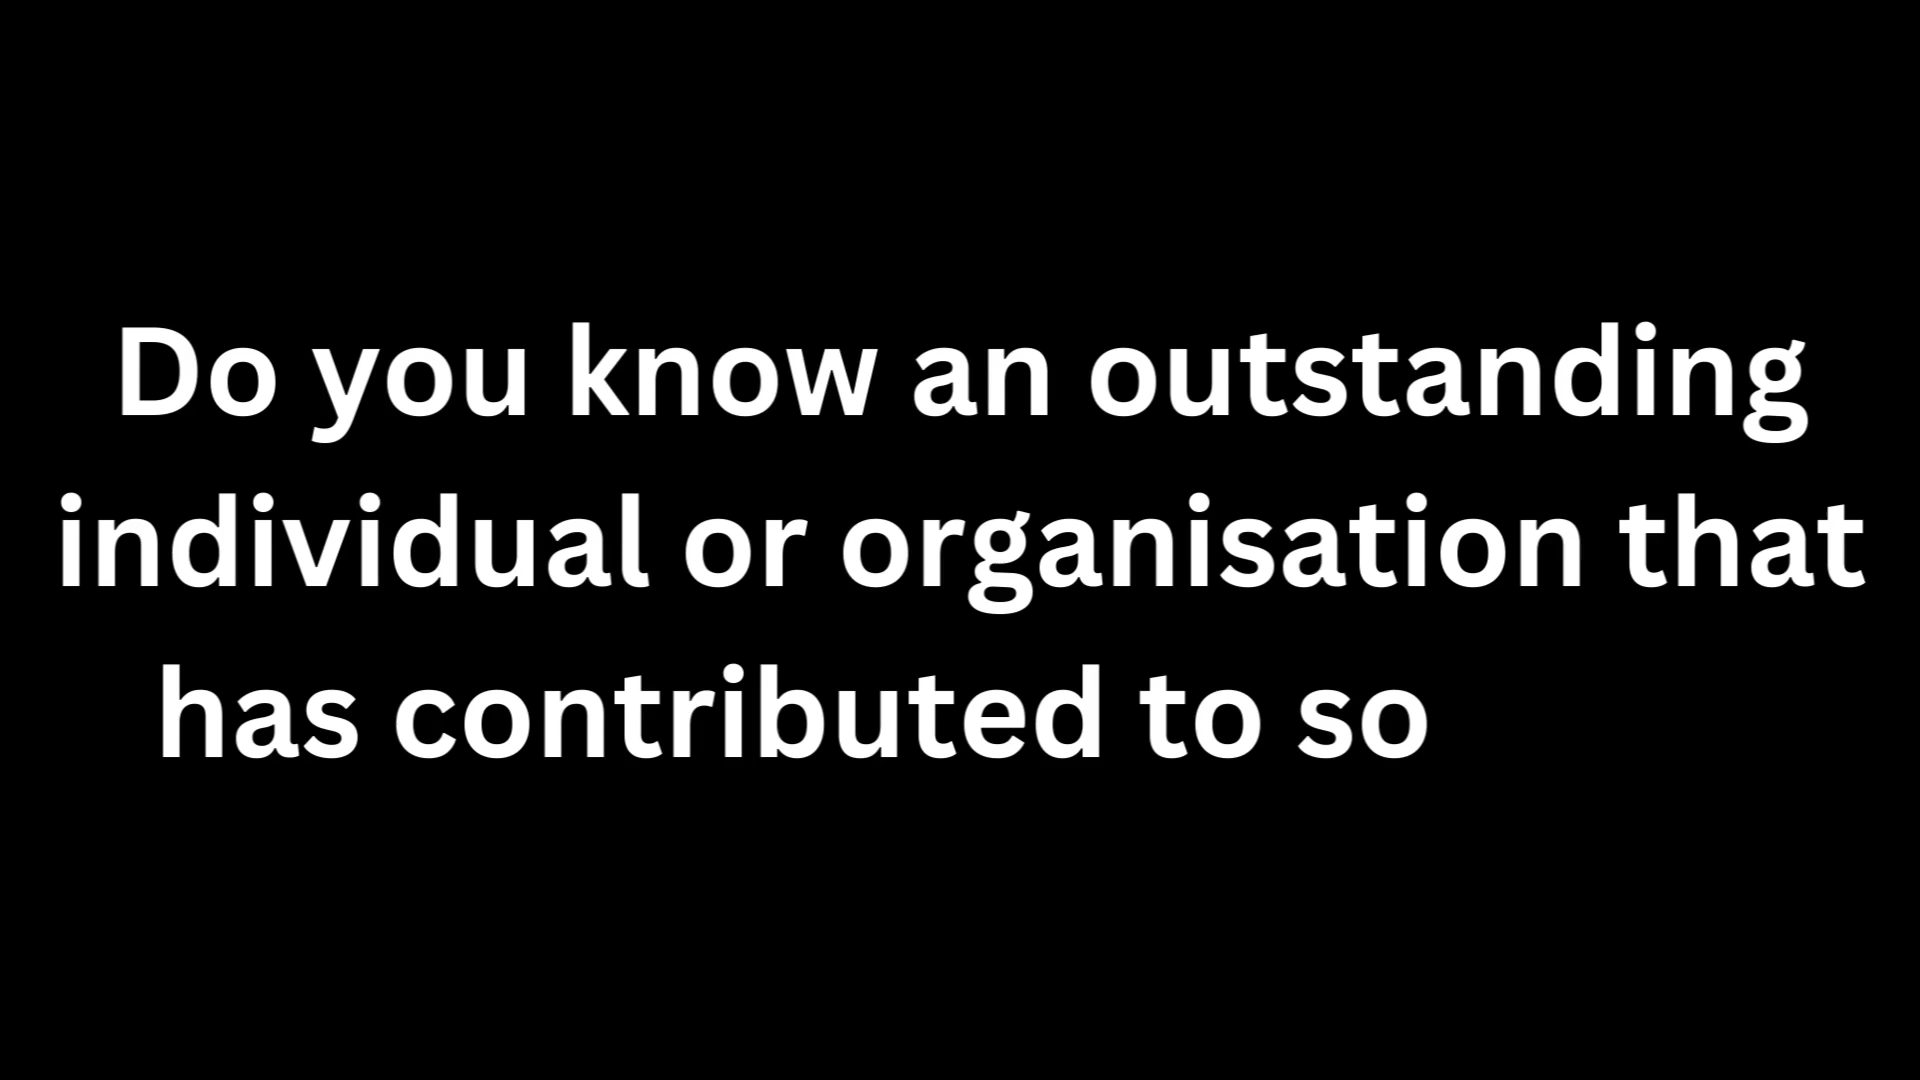 Do you know an outstanding
individual or organisation that
has contributed to so